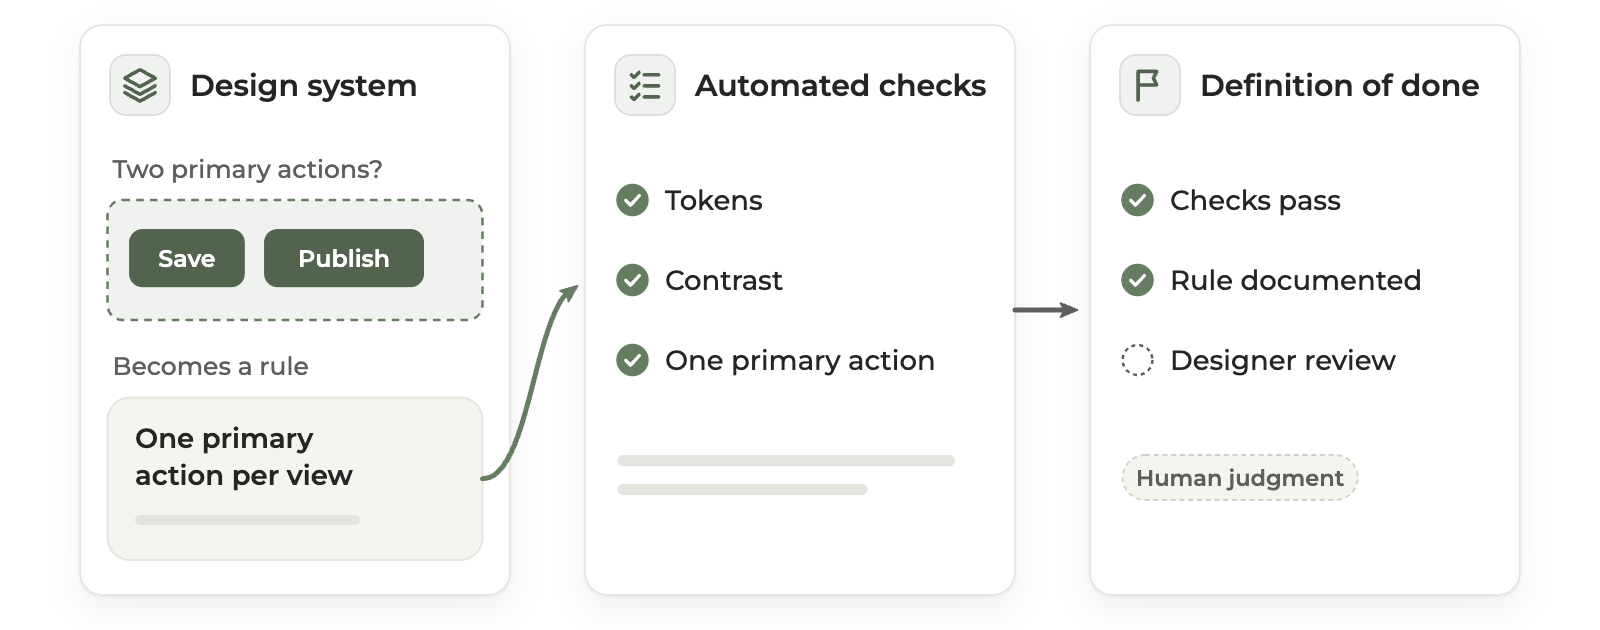 Design system
Two primary actions?
Save
Publish
Becomes a rule
One primary
action per view
Automated checks
Tokens
Contrast
One primary action
Definition of done
Checks pass
Rule documented
Designer review
Human judgment